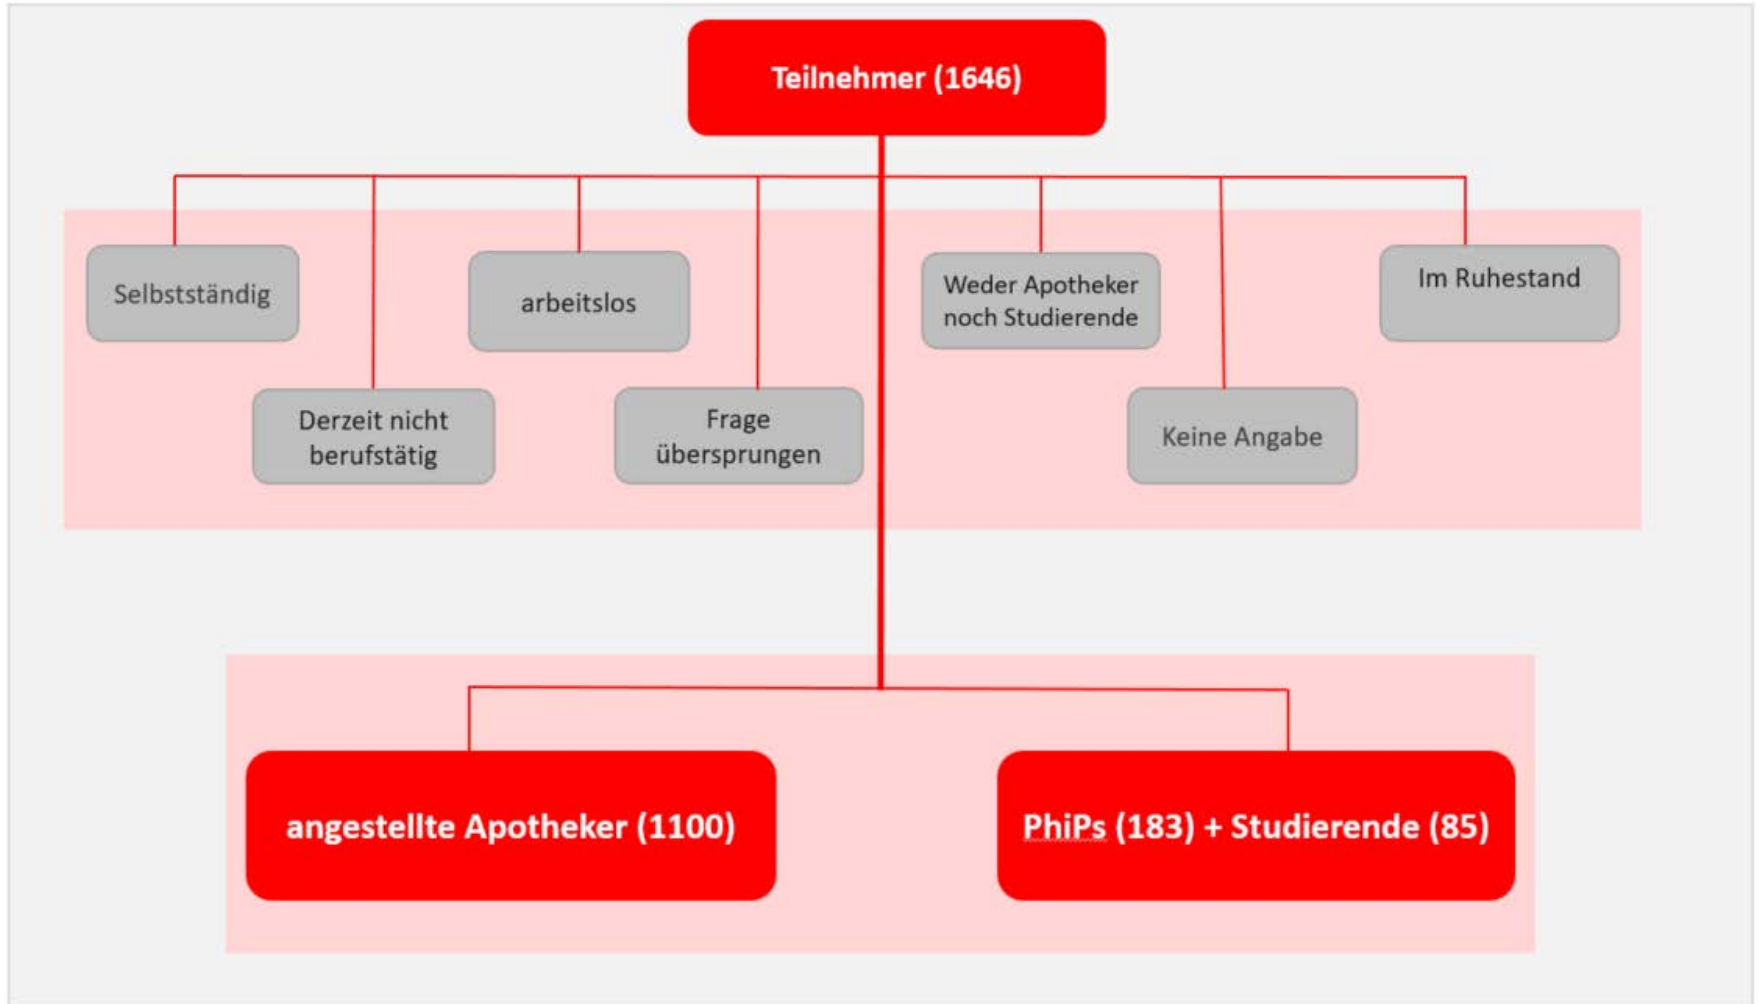 Teilnehmer (1646)
Selbstständig
arbeitslos
Weder Apotheker
noch Studierende
Im Ruhestand
Derzeit nicht
berufstätig
Frage
übersprungen
Keine Angabe
angestellte Apotheker (1100)
PhiPs (183) + Studierende (85)